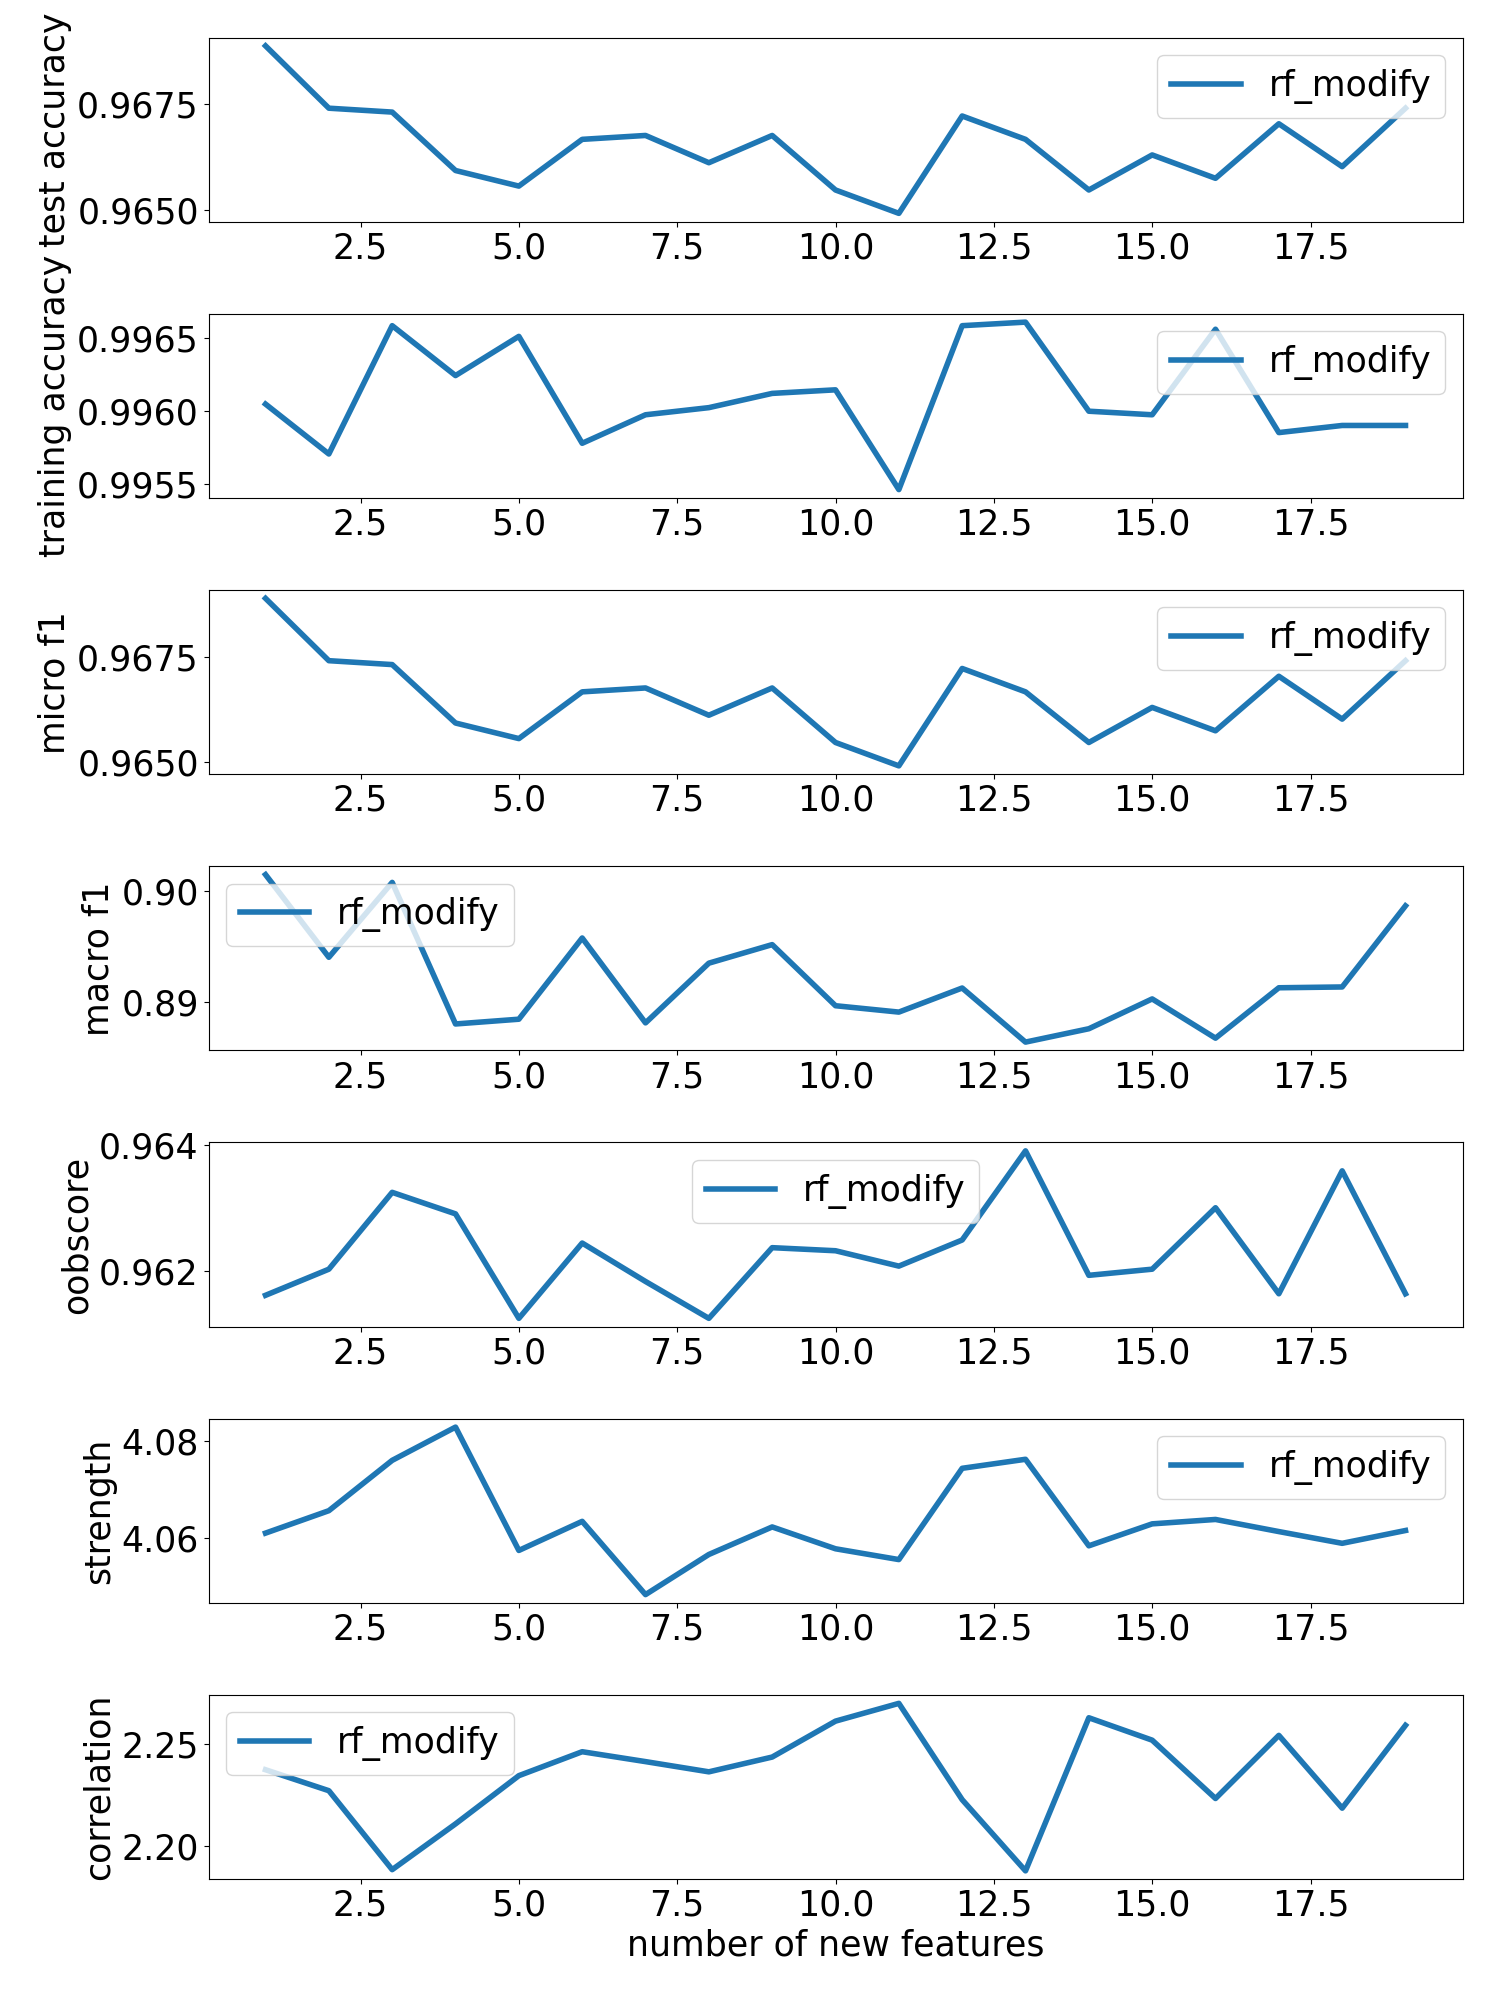 test accuracy
0.9675
0.9650
rf_modify
2.5 5.0 7.5 10.0 12.5 15.0 17.5
training accuracy
0.9965
0.9960
0.9955
rf_modify
2.5 5.0 7.5 10.0 12.5 15.0 17.5
micro f1
0.9675
0.9650
rf_modify
2.5 5.0 7.5 10.0 12.5 15.0 17.5
macro f1
0.90
0.89
rf_modify
2.5 5.0 7.5 10.0 12.5 15.0 17.5
oobscore
0.964
0.962
rf_modify
2.5 5.0 7.5 10.0 12.5 15.0 17.5
strength
4.08
4.06
rf_modify
2.5 5.0 7.5 10.0 12.5 15.0 17.5
correlation
2.25
2.20
rf_modify
2.5 5.0 7.5 10.0 12.5 15.0 17.5
number of new features